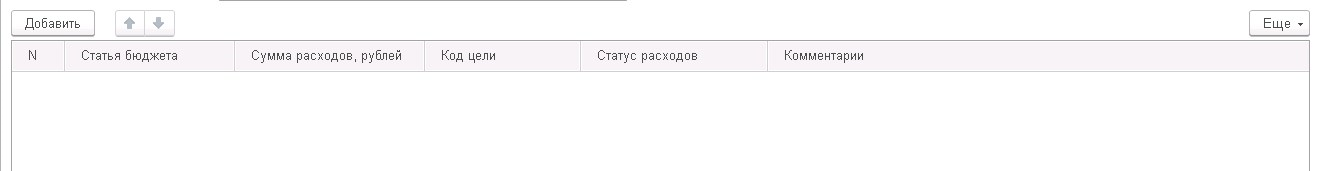 Добавить
Еще
N Статья бюджета Сумма расходов, рублей Код цели Статус расходов Комментарии